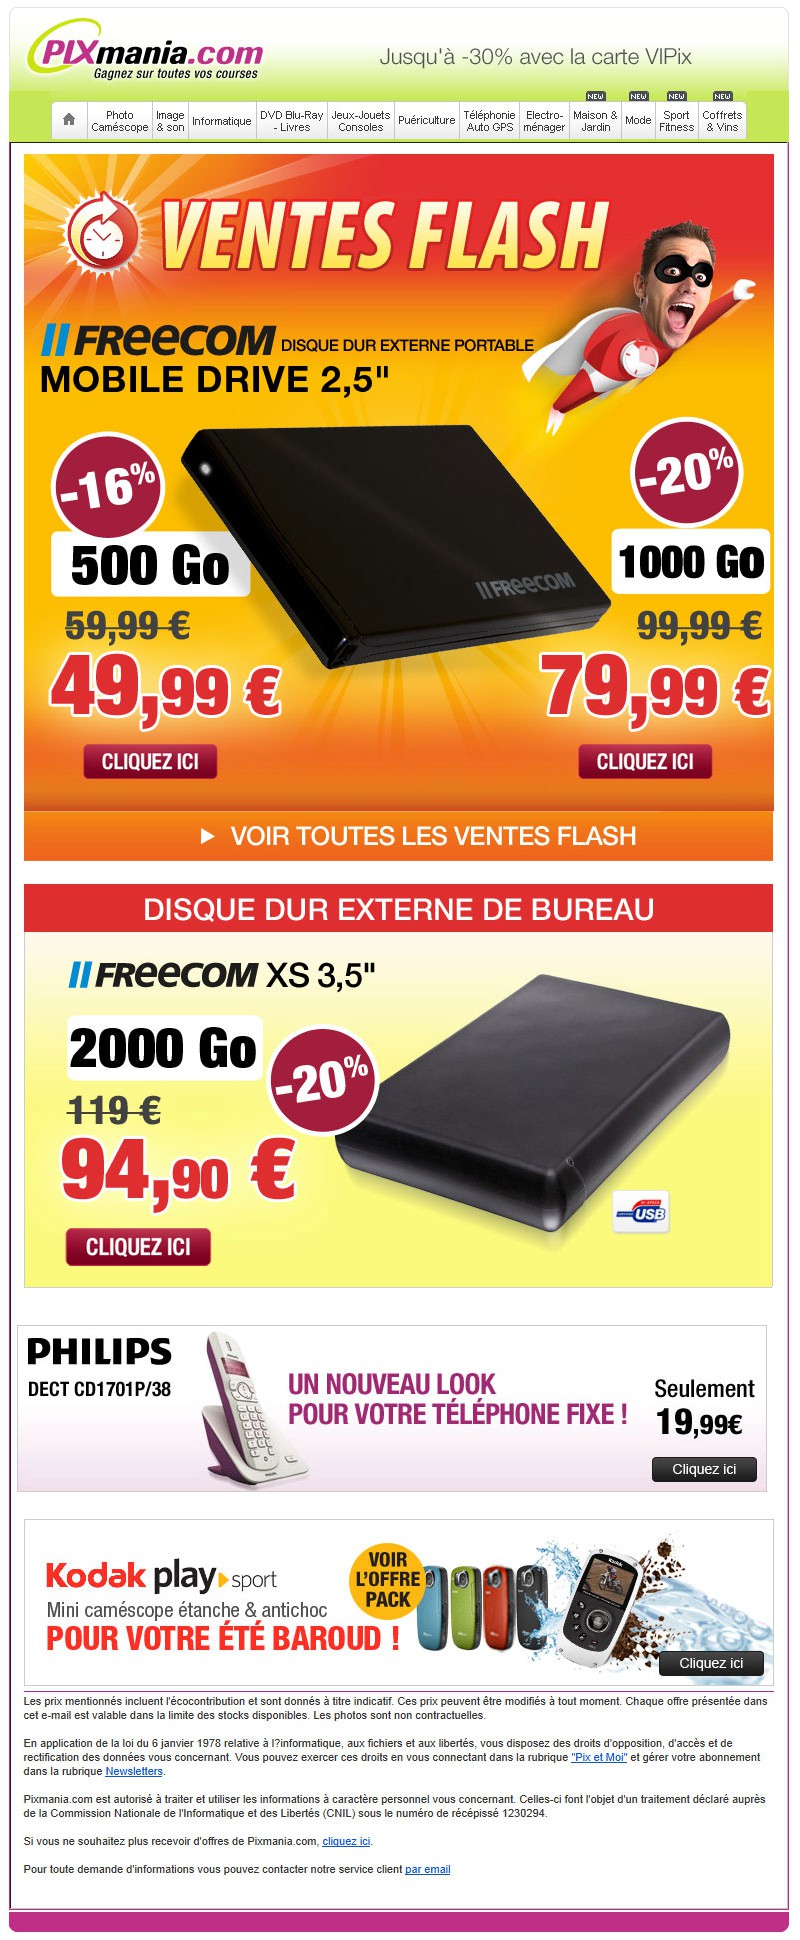 PIXmania.com
Gagnez sur toutes vos courses
Jusqu'à -30% avec la carte VIPix
Photo
Caméscope
Image
& son
Informatique
DVD Blu-Ray
- Livres
Jeux-Jouets
Consoles
Puériculture
Téléphonie
Auto GPS
Electro-
ménager
NEW
Maison &
Jardin
NEW
Mode
NEW
Sport
Fitness
NEW
Coffrets
& Vins
VENTES FLASH
FREECOM DISQUE DUR EXTERNE PORTABLE
MOBILE DRIVE 2,5"
-16%
500 Go
59,99 €
49,99 €
CLIQUEZ ICI
FREECOM
-20%
1000 Go
99,99 €
79,99 €
CLIQUEZ ICI
VOIR TOUTES LES VENTES FLASH
DISQUE DUR EXTERNE DE BUREAU
FREECOM XS 3,5"
2000 Go
-20%
119 €
94,90 €
CLIQUEZ ICI
USB
PHILIPS
DECT CD1701P/38
UN NOUVEAU LOOK
POUR VOTRE TÉLÉPHONE FIXE !
Seulement
19,99€
Cliquez ici
Kodak play sport
Mini caméscope étanche & antichoc
POUR VOTRE ÉTÉ BAROUD !
VOIR
L'OFFRE
PACK
Kodak
Cliquez ici
Les prix mentionnés incluent l'écocontribution et sont donnés à titre indicatif. Ces prix peuvent être modifiés à tout moment. Chaque offre présentée dans
cet e-mail est valable dans la limite des stocks disponibles. Les photos sont non contractuelles.
En application de la loi du 6 janvier 1978 relative à l?informatique, aux fichiers et aux libertés, vous disposez des droits d'opposition, d'accès et de
rectification des données vous concernant. Vous pouvez exercer ces droits en vous connectant dans la rubrique "Pix et Moi" et gérer votre abonnement
dans la rubrique Newsletters.
Pixmania.com est autorisé à traiter et utiliser les informations à caractère personnel vous concernant. Celles-ci font l'objet d'un traitement déclaré auprès
de la Commission Nationale de l'Informatique et des Libertés (CNIL) sous le numéro de récépissé 1230294.
Si vous ne souhaitez plus recevoir d'offres de Pixmania.com, cliquez ici.
Pour toute demande d'informations vous pouvez contacter notre service client par email